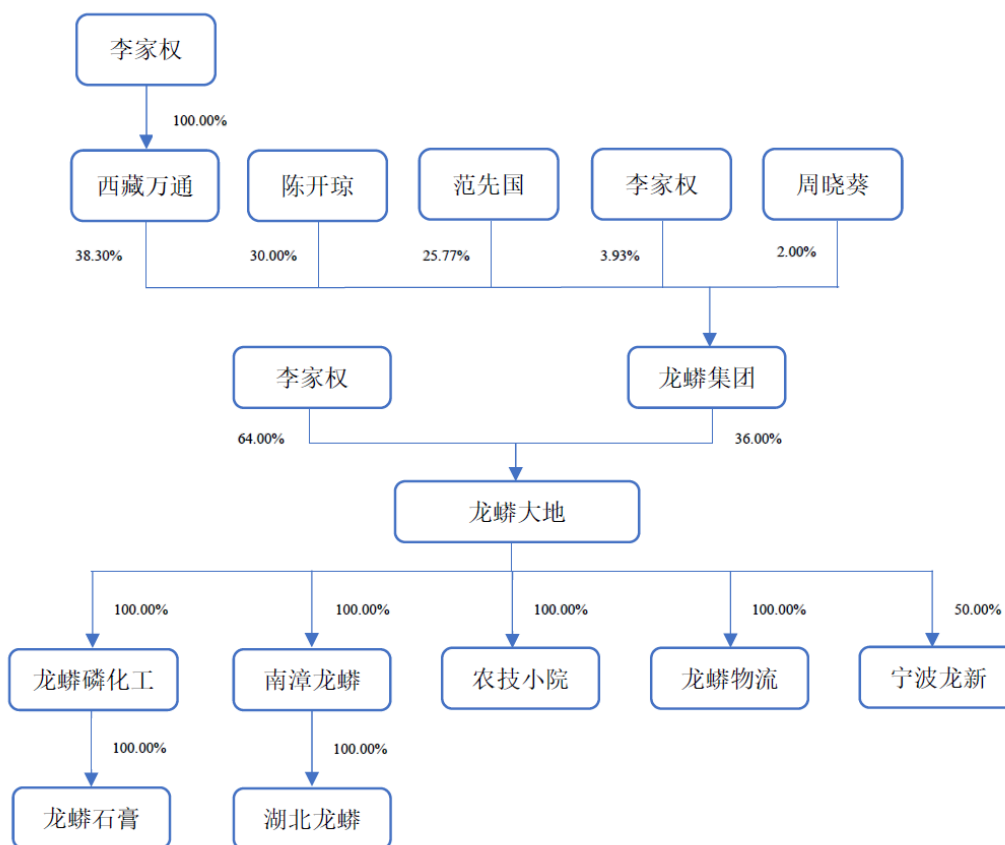 李家权
100.00%
西藏万通
陈开琼
范先国
李家权
周晓葵
38.30%
30.00%
25.77%
3.93%
2.00%
李家权
龙蟒集团
64.00%
36.00%
龙蟒大地
100.00%
100.00%
100.00%
100.00%
50.00%
龙蟒磷化工
南漳龙蟒
农技小院
龙蟒物流
宁波龙新
100.00%
100.00%
龙蟒石膏
湖北龙蟒